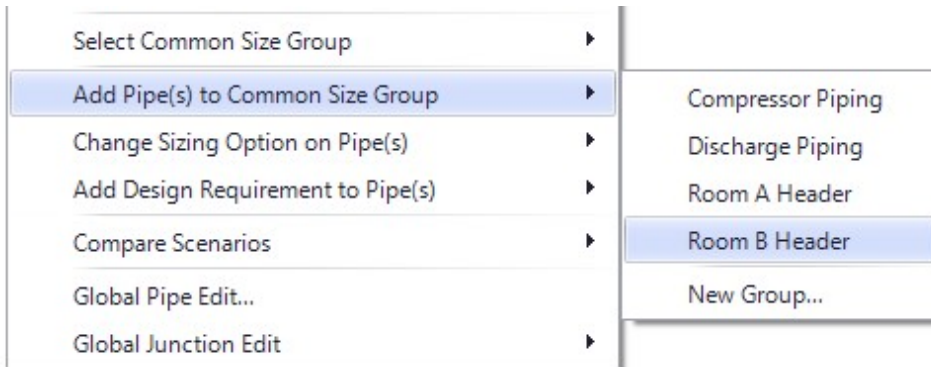 Select Common Size Group
Add Pipe(s) to Common Size Group
Change Sizing Option on Pipe(s)
Add Design Requirement to Pipe(s)
Compare Scenarios
Global Pipe Edit...
Global Junction Edit
Compressor Piping
Discharge Piping
Room A Header
Room B Header
New Group...